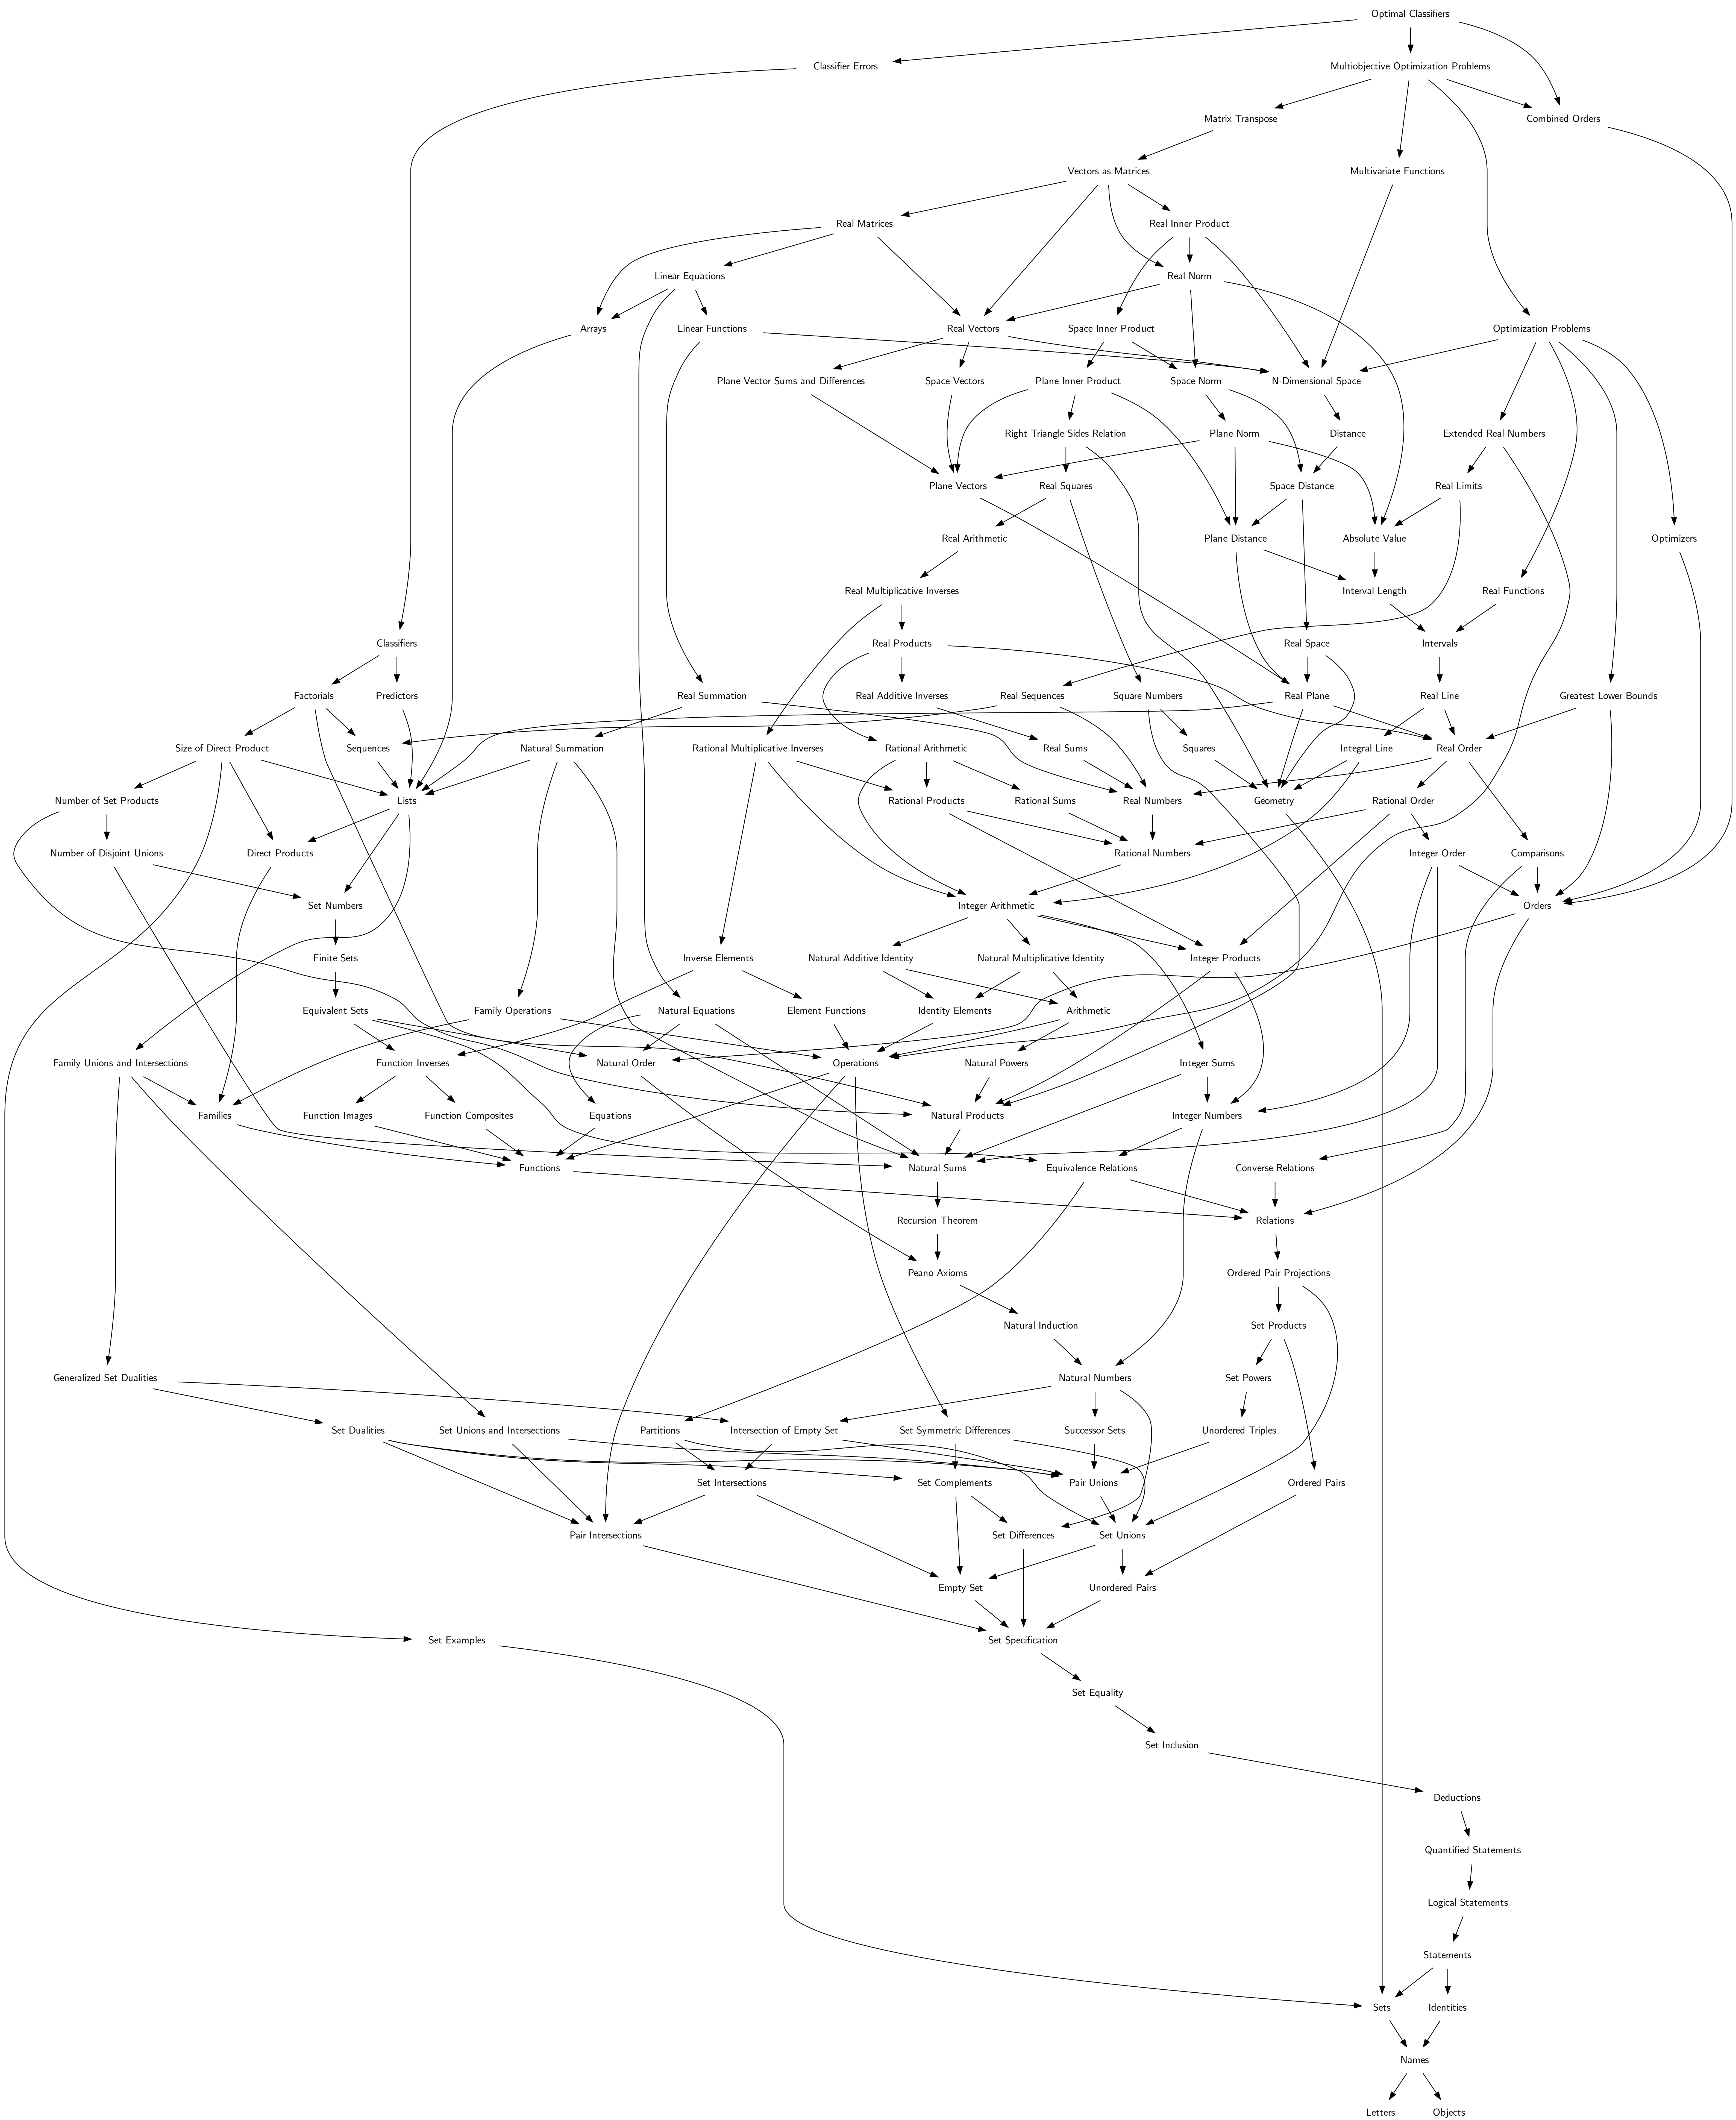 Optimal Classifiers
Classifier Errors
Multiobjective Optimization Problems
Matrix Transpose
Combined Orders
Vectors as Matrices
Multivariate Functions
Real Matrices
Real Inner Product
Linear Equations
Real Norm
Arrays
Linear Functions
Real Vectors
Space Inner Product
Optimization Problems
Plane Vector Sums and Differences
Space Vectors
Plane Inner Product
Space Norm
N-Dimensional Space
Right Triangle Sides Relation
Plane Norm
Distance
Extended Real Numbers
Plane Vectors
Real Squares
Space Distance
Real Limits
Real Arithmetic
Plane Distance
Absolute Value
Optimizers
Real Multiplicative Inverses
Interval Length
Real Functions
Classifiers
Real Products
Real Space
Intervals
Factorials
Predictors
Real Summation
Real Additive Inverses
Real Sequences
Square Numbers
Real Plane
Real Line
Greatest Lower Bounds
Size of Direct Product
Sequences
Natural Summation
Rational Multiplicative Inverses
Rational Arithmetic
Real Sums
Squares
Integral Line
Real Order
Number of Set Products
Lists
Rational Products
Rational Sums
Real Numbers
Geometry
Rational Order
Number of Disjoint Unions
Direct Products
Rational Numbers
Integer Order
Comparisons
Set Numbers
Integer Arithmetic
Orders
Finite Sets
Inverse Elements
Natural Additive Identity
Natural Multiplicative Identity
Integer Products
Equivalent Sets
Family Operations
Natural Equations
Element Functions
Identity Elements
Arithmetic
Family Unions and Intersections
Function Inverses
Natural Order
Operations
Natural Powers
Integer Sums
Families
Function Images
Function Composites
Equations
Natural Products
Integer Numbers
Functions
Natural Sums
Equivalence Relations
Converse Relations
Recursion Theorem
Relations
Peano Axioms
Ordered Pair Projections
Natural Induction
Set Products
Generalized Set Dualities
Natural Numbers
Set Powers
Set Dualities
Set Unions and Intersections
Partitions
Intersection of Empty Set
Set Symmetric Differences
Successor Sets
Unordered Triples
Set Intersections
Set Complements
Pair Unions
Ordered Pairs
Pair Intersections
Set Differences
Set Unions
Empty Set
Unordered Pairs
Set Examples
Set Specification
Set Equality
Set Inclusion
Deductions
Quantified Statements
Logical Statements
Statements
Sets
Identities
Names
Letters
Objects